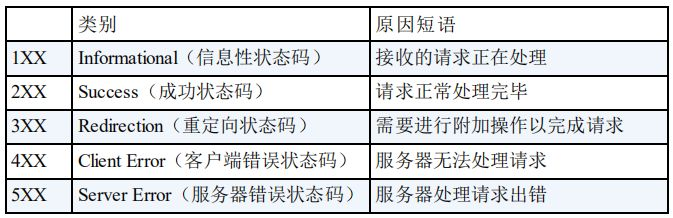 类别 原因短语
1XX Informational（信息性状态码） 接收的请求正在处理
2XX Success（成功状态码） 请求正常处理完毕
3XX Redirection（重定向状态码） 需要进行附加操作以完成请求
4XX Client Error（客户端错误状态码） 服务器无法处理请求
5XX Server Error（服务器错误状态码） 服务器处理请求出错